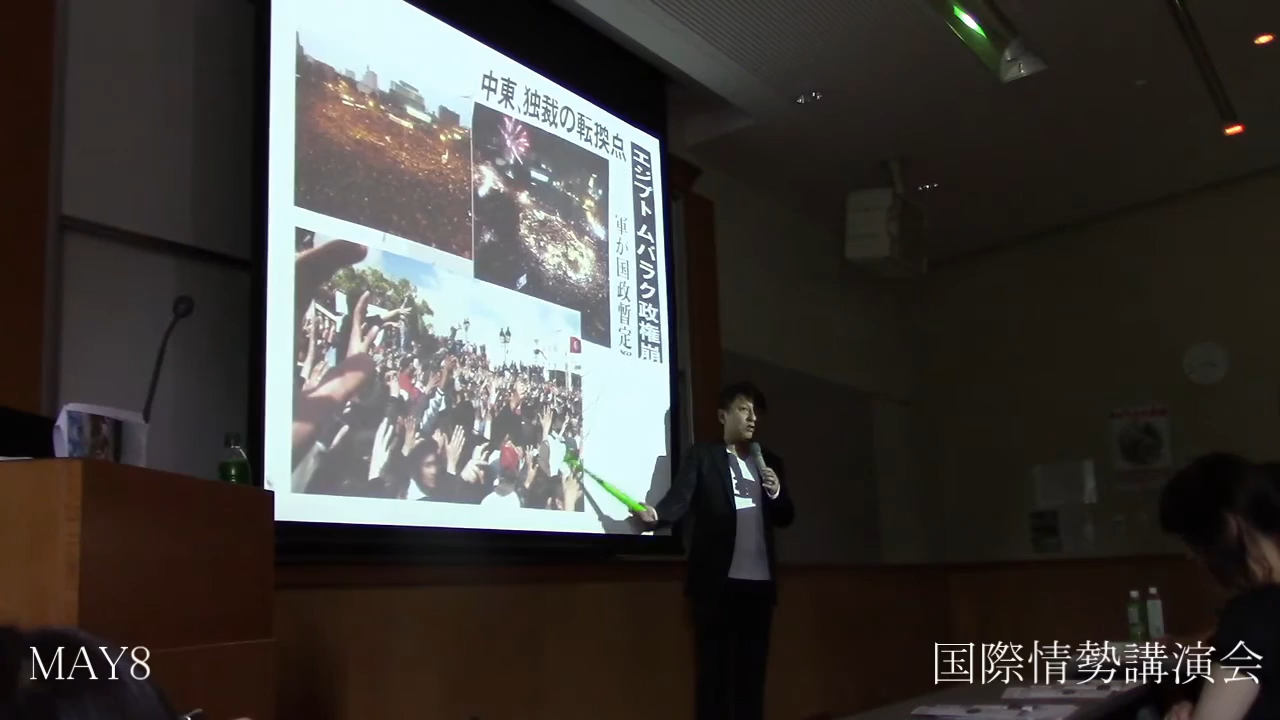 中東、独裁の転換点
エジプト ムバラク政権崩
軍が国政暫定
MAY8
国際情勢講演会